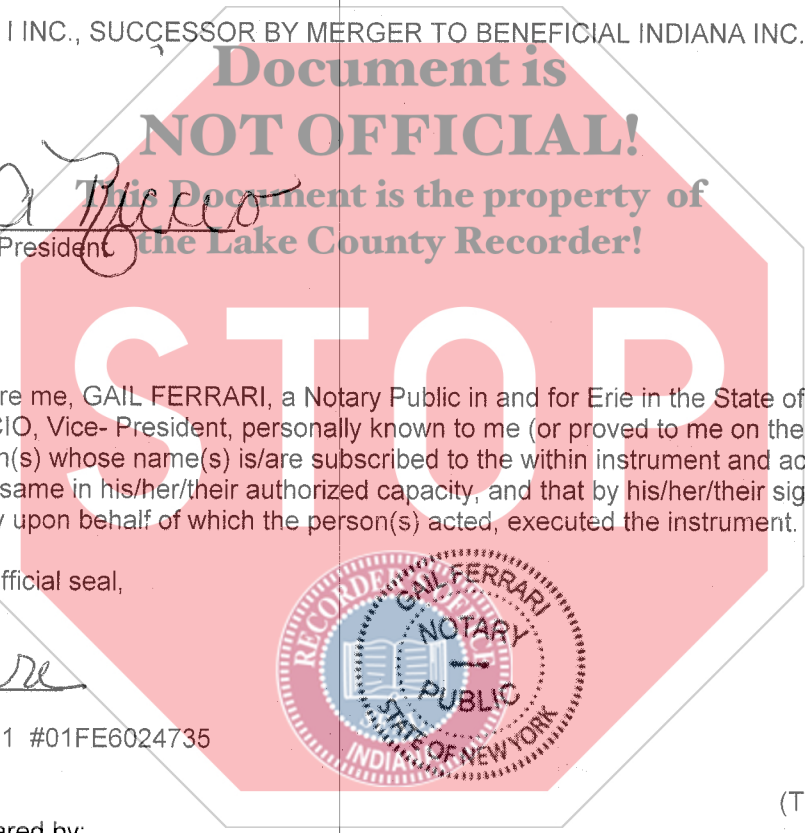 I INC., SUCCESSOR BY MERGER TO BENEFICIAL INDIANA INC.
Document is
NOT OFFICIAL!
This Document is the property of
the Lake County Recorder!
President
STOP
re me, GAIL FERRARI, a Notary Public in and for Erie in the State of
CIO, Vice- President, personally known to me (or proved to me on the
n(s) whose name(s) is/are subscribed to the within instrument and ac
same in his/her/their authorized capacity, and that by his/her/their sig
y upon behalf of which the person(s) acted, executed the instrument.
fficial seal,
RECORDER'S OFFICE
INDIANA
GAIL FERRARI
NOTARY
PUBLIC
STATE OF NEW YORK
1 #01FE6024735
(T
ared by: